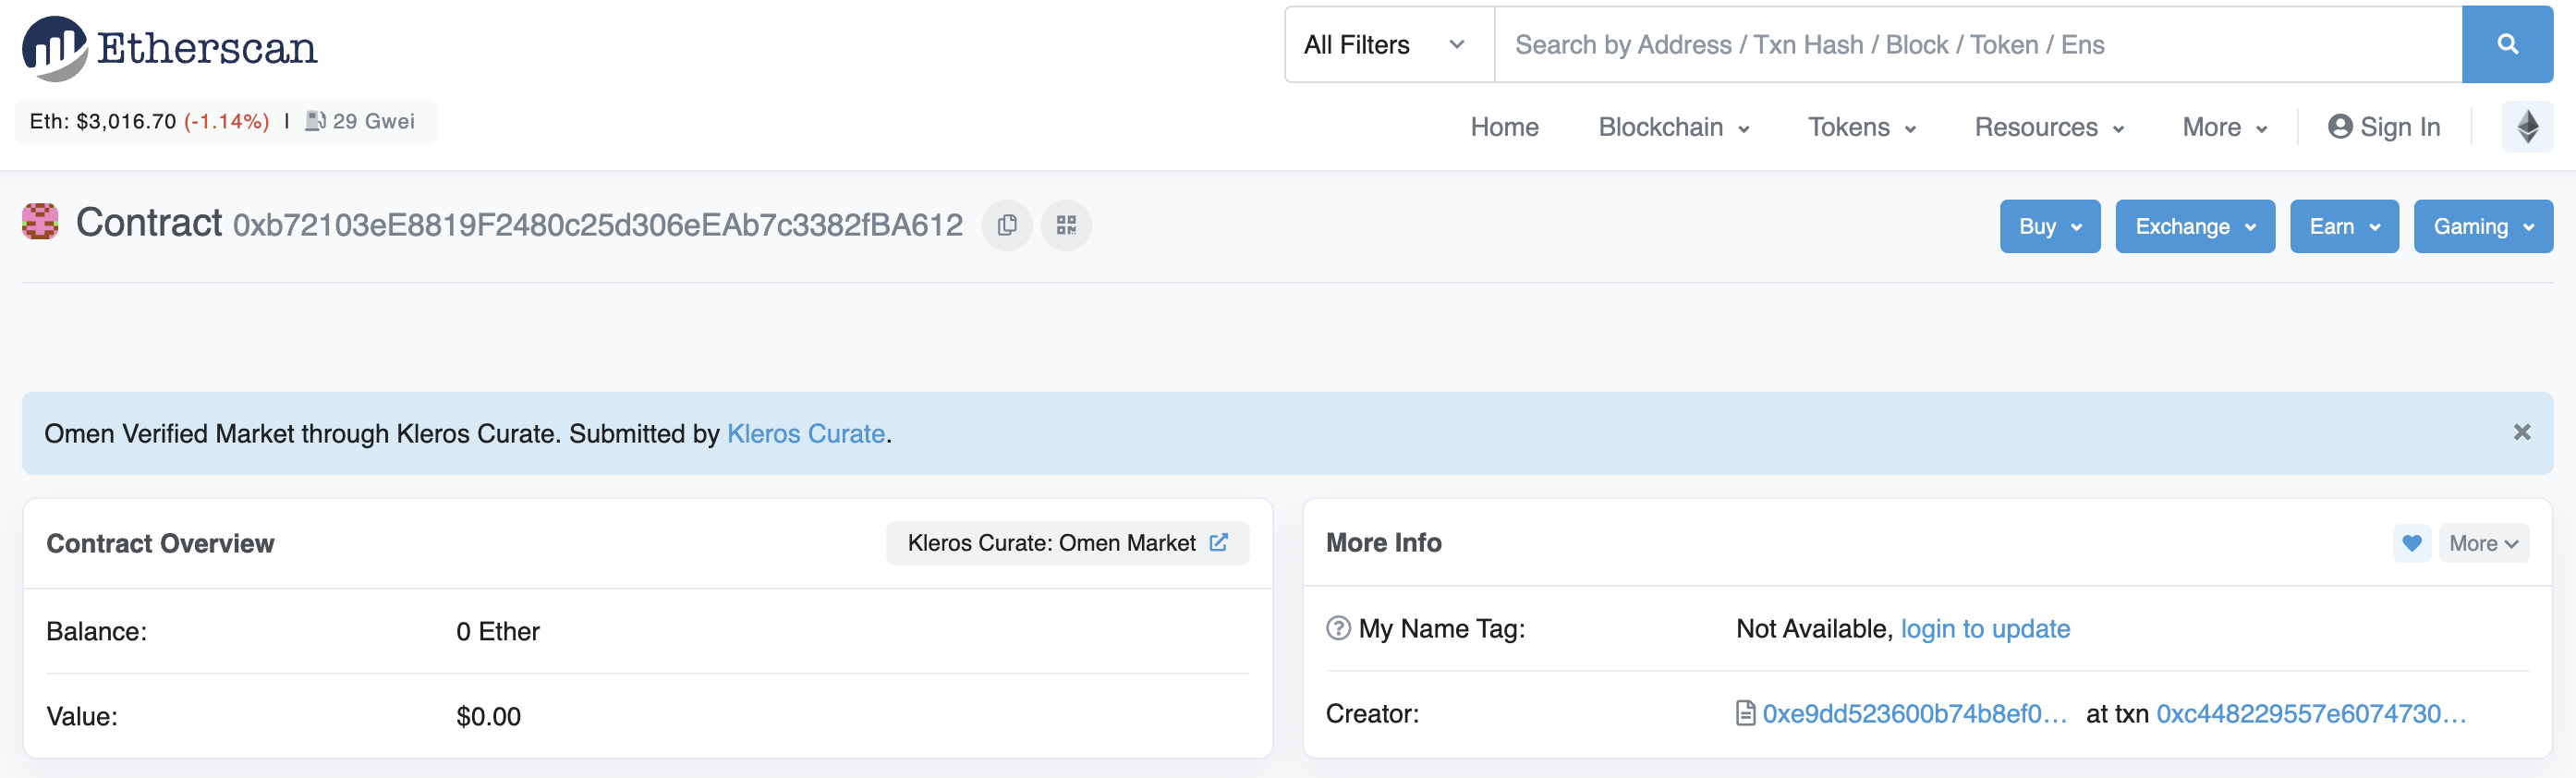 Etherscan
All Filters
Search by Address / Txn Hash / Block / Token / Ens
Eth: $3,016.70 (-1.14%) | 29 Gwei
Home Blockchain Tokens Resources More Sign In
Contract 0xb72103eE8819F2480c25d306eEAb7c3382fBA612
Buy Exchange Earn Gaming
Omen Verified Market through Kleros Curate. Submitted by Kleros Curate.
Contract Overview
Kleros Curate: Omen Market
Balance: 0 Ether
Value: $0.00
More Info
More
My Name Tag: Not Available, login to update
Creator: 0xe9dd523600b74b8ef0... at txn 0xc448229557e6074730...